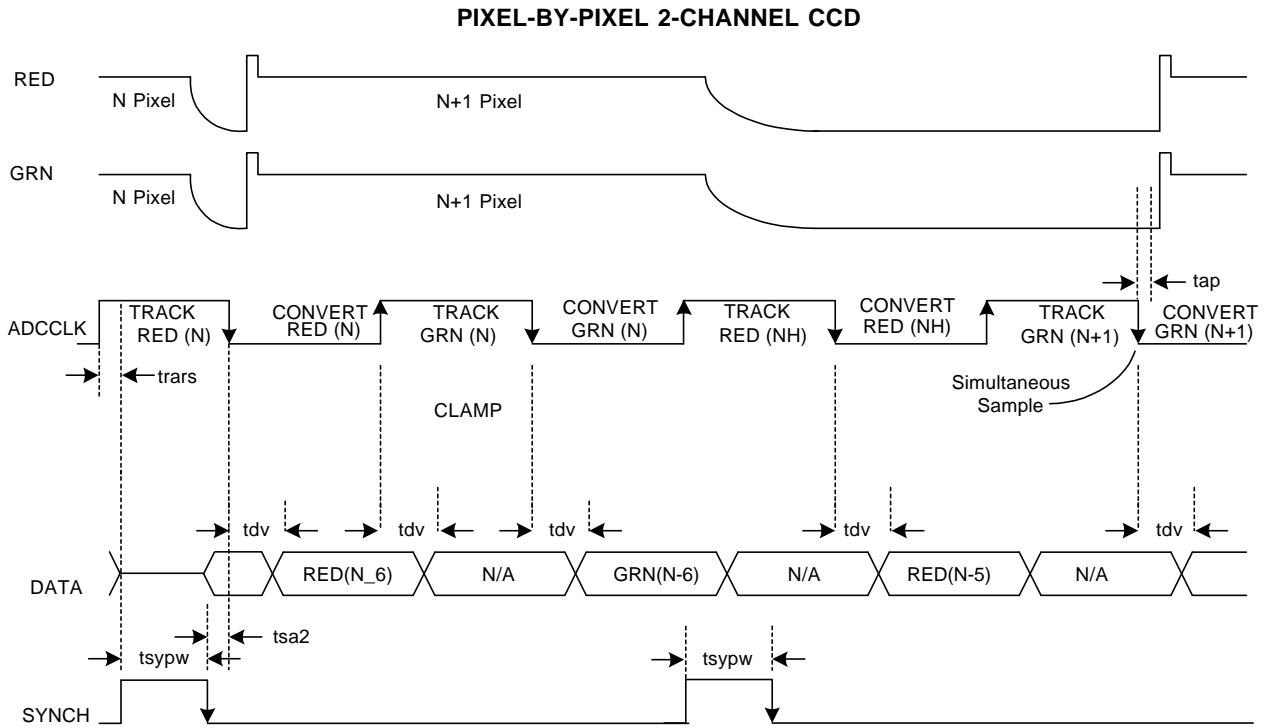 PIXEL-BY-PIXEL 2-CHANNEL CCD
RED
N Pixel
N+1 Pixel
GRN
N Pixel
N+1 Pixel
tap
ADCCLK
TRACK
RED (N)
CONVERT
RED (N)
TRACK
GRN (N)
CONVERT
GRN (N)
TRACK
RED (NH)
CONVERT
RED (NH)
TRACK
GRN (N+1)
CONVERT
GRN (N+1)
trars
CLAMP
Simultaneous
Sample
tdv
tdv
tdv
tdv
tdv
DATA
RED(N_6)
N/A
GRN(N-6)
N/A
RED(N-5)
N/A
tsa2
tsypw
tsypw
SYNCH